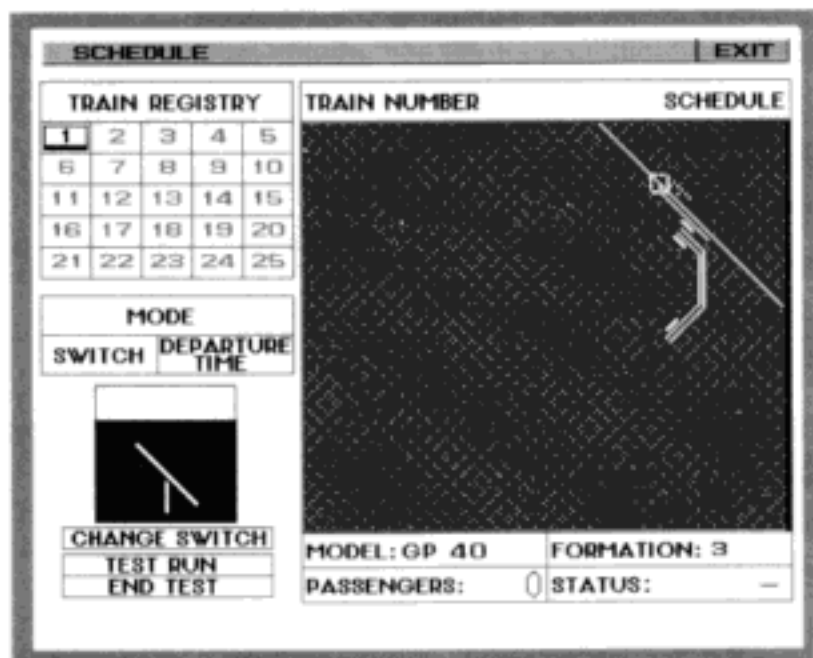 SCHEDULE EXIT
TRAIN REGISTRY
1 2 3 4 5
6 7 8 9 10
11 12 13 14 15
16 17 18 19 20
21 22 23 24 25
MODE
SWITCH DEPARTURE TIME
CHANGE SWITCH
TEST RUN
END TEST
TRAIN NUMBER SCHEDULE
MODEL: GP 40 FORMATION: 3
PASSENGERS: 0 STATUS: —